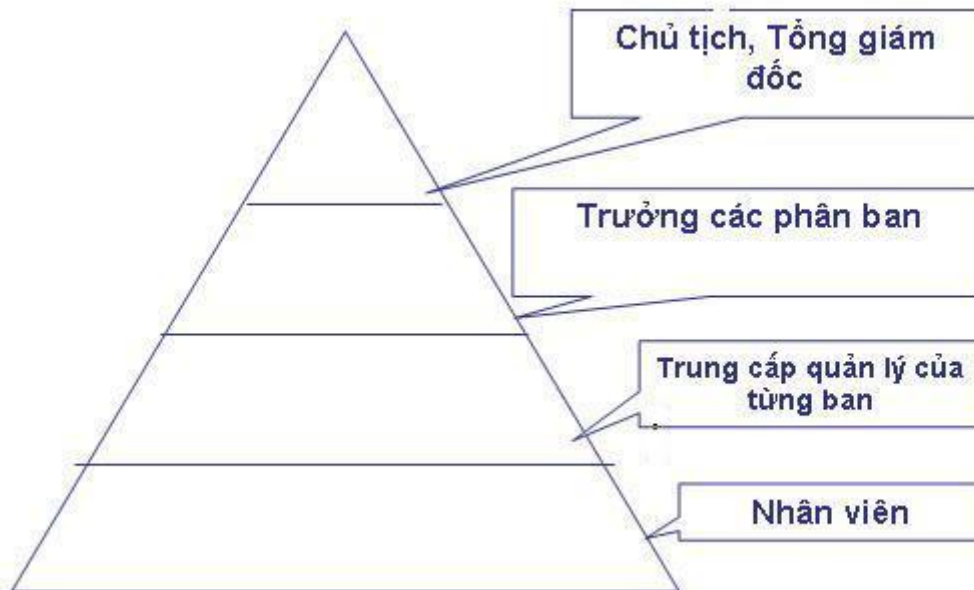 Chủ tịch, Tổng giám
đốc
Trưởng các phân ban
Trung cấp quản lý của
từng ban
Nhân viên